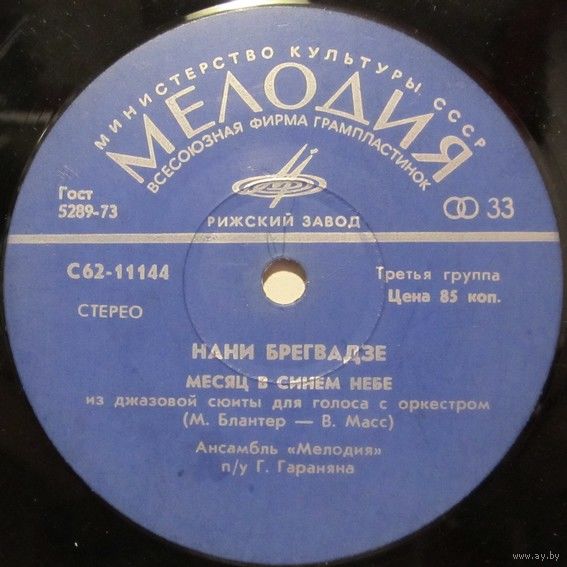 МИНИСТЕРСТВО КУЛЬТУРЫ СССР
МЕЛОДИЯ
ВСЕСОЮЗНАЯ ФИРМА ГРАМПЛАСТИНОК
Гост
5289-73
33
РИЖСКИЙ ЗАВОД
С62-11144
Третья группа
Цена 85 коп.
СТЕРЕО
НАНИ БРЕГВАДЗЕ
МЕСЯЦ В СИНЕМ НЕБЕ
из джазовой сюиты для голоса с оркестром
(М. Блантер — В. Масс)
Ансамбль «Мелодия»
п/у Г. Гараняна
www.ay.by